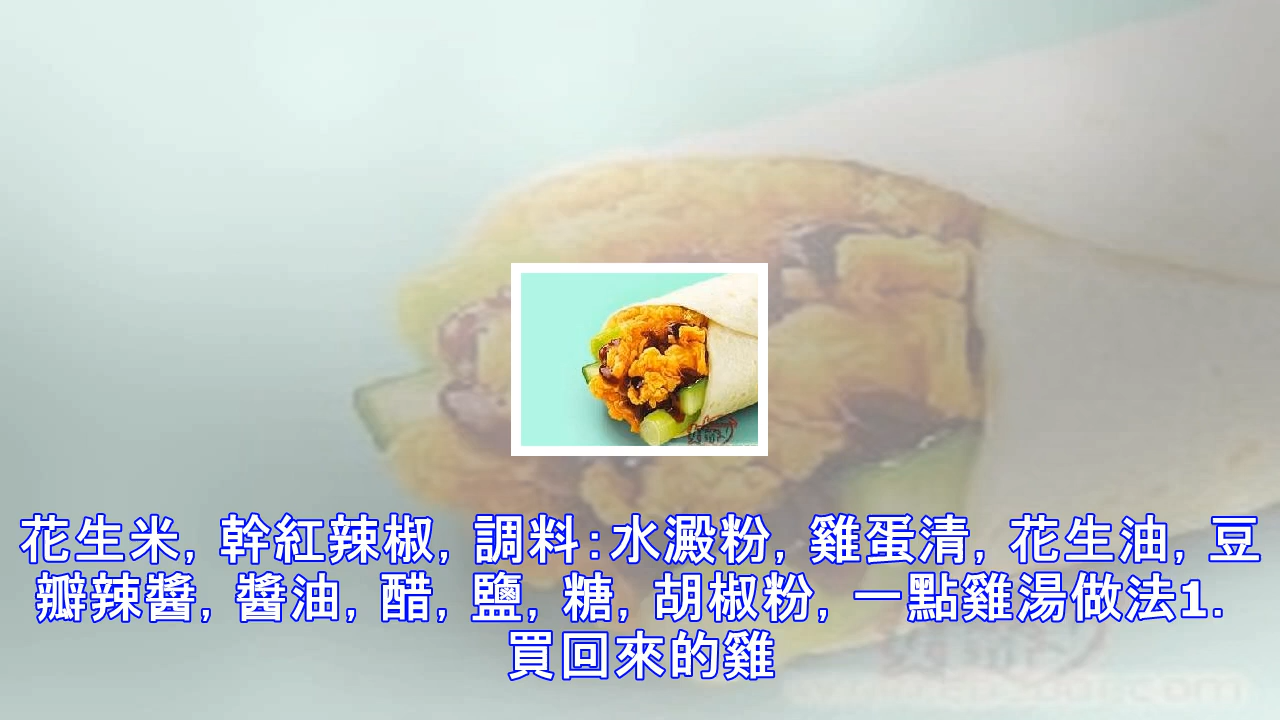 花生米, 幹紅辣椒, 調料:水澱粉, 雞蛋清, 花生油, 豆
瓣辣醬, 醬油, 醋, 鹽, 糖, 胡椒粉, 一點雞湯做法1.
買回來的雞